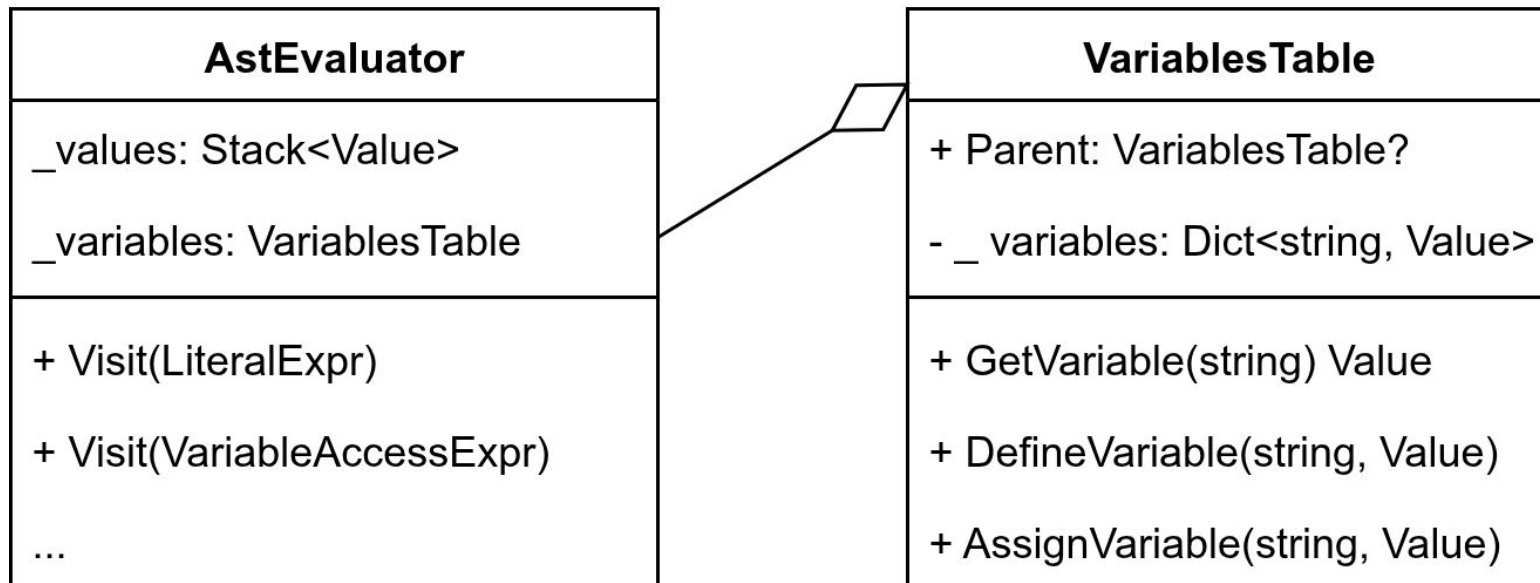 AstEvaluator
_values: Stack<Value>
_variables: VariablesTable
+ Visit(LiteralExpr)
+ Visit(VariableAccessExpr)
...
VariablesTable
+ Parent: VariablesTable?
- _ variables: Dict<string, Value>
+ GetVariable(string) Value
+ DefineVariable(string, Value)
+ AssignVariable(string, Value)